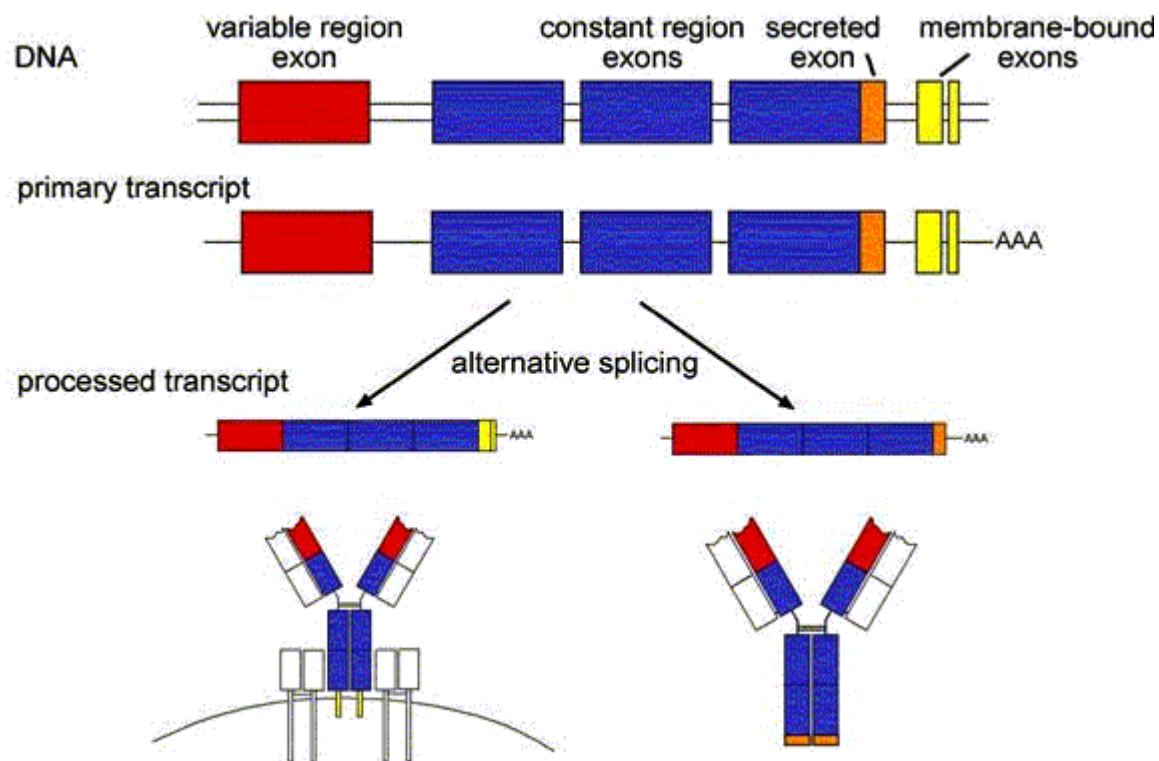 DNA
variable region
exon
constant region
exons
secreted
exon
membrane-bound
exons
primary transcript
AAA
alternative splicing
processed transcript
AAA
AAA